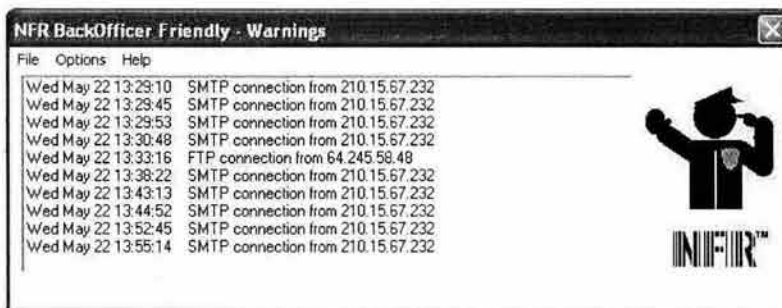 NFR BackOfficer Friendly - Warnings
File Options Help
Wed May 22 13:29:10 SMTP connection from 210.15.67.232
Wed May 22 13:29:45 SMTP connection from 210.15.67.232
Wed May 22 13:29:53 SMTP connection from 210.15.67.232
Wed May 22 13:30:48 SMTP connection from 210.15.67.232
Wed May 22 13:33:16 FTP connection from 64.245.58.48
Wed May 22 13:38:22 SMTP connection from 210.15.67.232
Wed May 22 13:43:13 SMTP connection from 210.15.67.232
Wed May 22 13:44:52 SMTP connection from 210.15.67.232
Wed May 22 13:52:45 SMTP connection from 210.15.67.232
Wed May 22 13:55:14 SMTP connection from 210.15.67.232
NFR™